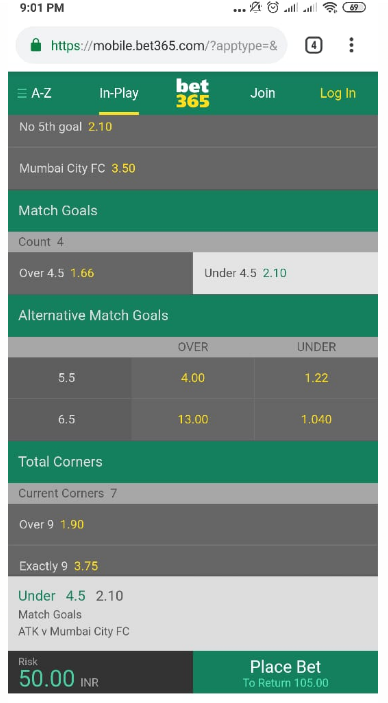 9:01 PM
69
https://mobile.bet365.com/?apptype=&
4
A-Z In-Play bet365 Join Log In
No 5th goal 2.10
Mumbai City FC 3.50
Match Goals
Count 4
Over 4.5 1.66 Under 4.5 2.10
Alternative Match Goals
OVER UNDER
5.5 4.00 1.22
6.5 13.00 1.040
Total Corners
Current Corners 7
Over 9 1.90
Exactly 9 3.75
Under 4.5 2.10
Match Goals
ATK v Mumbai City FC
Risk
50.00 INR
Place Bet
To Return 105.00